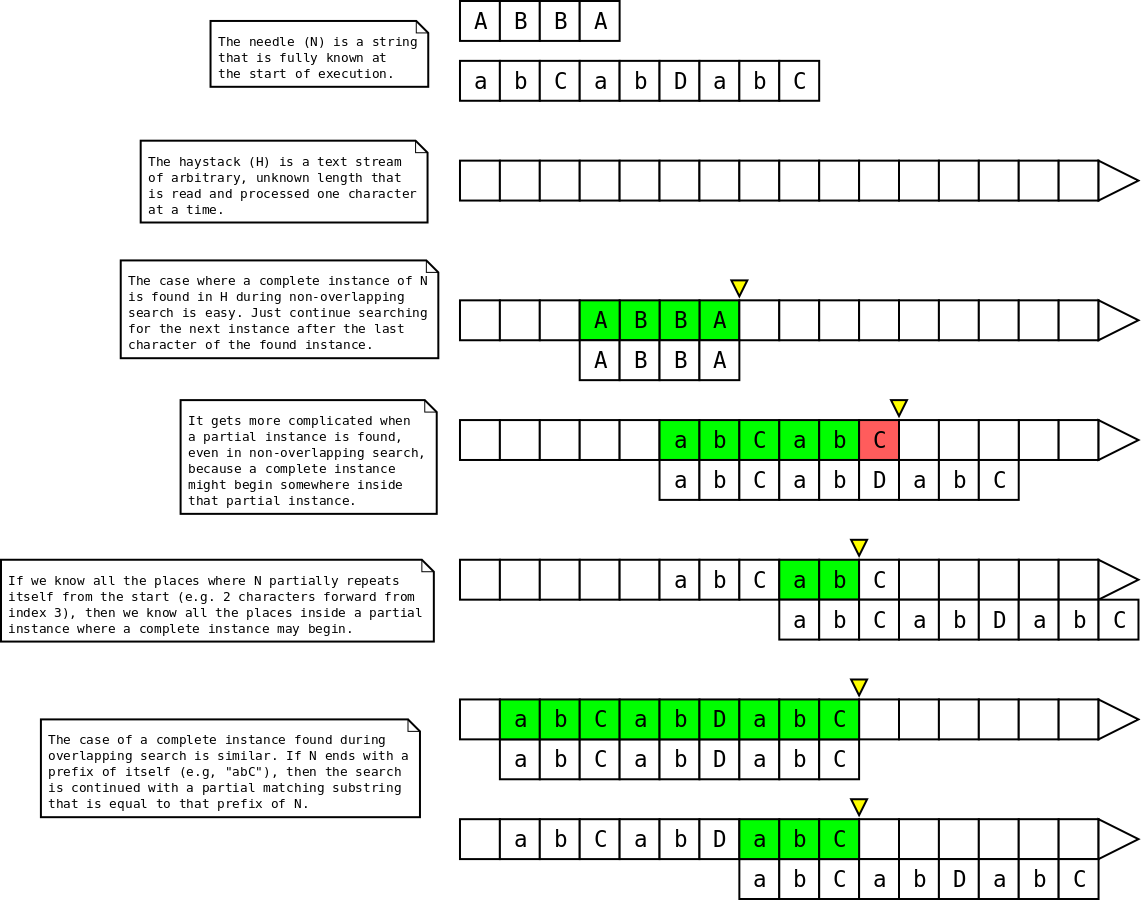 A B B A
The needle (N) is a string
that is fully known at
the start of execution.
a b C a b D a b C
The haystack (H) is a text stream
of arbitrary, unknown length that
is read and processed one character
at a time.
The case where a complete instance of N
is found in H during non-overlapping
search is easy. Just continue searching
for the next instance after the last
character of the found instance.
A B B A
A B B A
It gets more complicated when
a partial instance is found,
even in non-overlapping search,
because a complete instance
might begin somewhere inside
that partial instance.
a b C a b C
a b C a b D a b C
If we know all the places where N partially repeats
itself from the start (e.g. 2 characters forward from
index 3), then we know all the places inside a partial
instance where a complete instance may begin.
a b C a b C
a b C a b D a b C
The case of a complete instance found during
overlapping search is similar. If N ends with a
prefix of itself (e.g, "abC"), then the search
is continued with a partial matching substring
that is equal to that prefix of N.
a b C a b D a b C
a b C a b D a b C
a b C a b D a b C
a b C a b D a b C